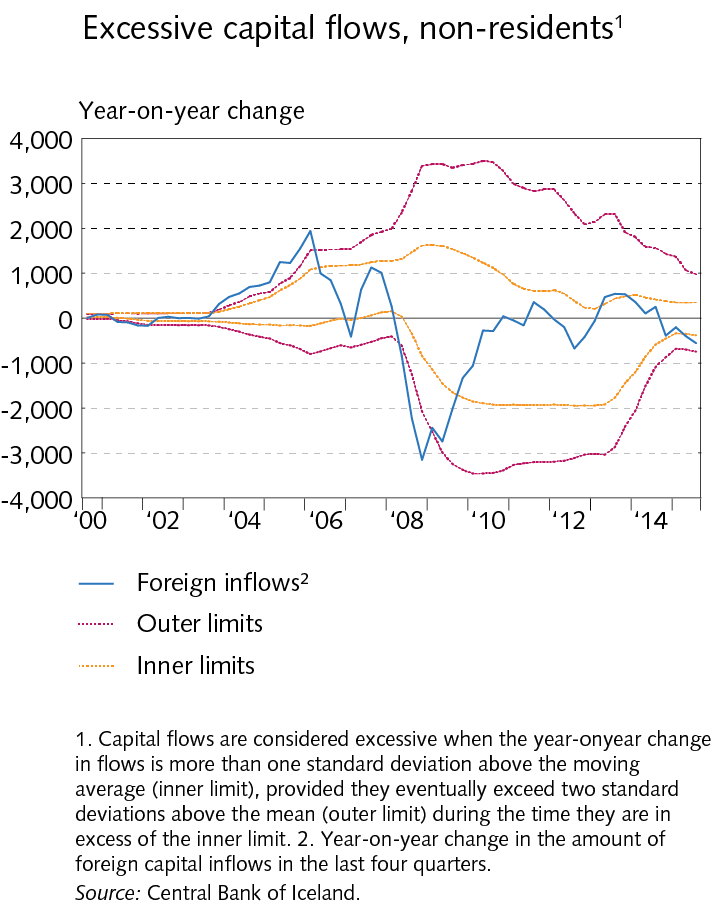 Excessive capital flows, non-residents¹
Year-on-year change
4,000
3,000
2,000
1,000
0
-1,000
-2,000
-3,000
-4,000
‘00 ‘02 ‘04 ‘06 ‘08 ‘10 ‘12 ‘14
Foreign inflows²
Outer limits
Inner limits
1. Capital flows are considered excessive when the year-onyear change
in flows is more than one standard deviation above the moving
average (inner limit), provided they eventually exceed two standard
deviations above the mean (outer limit) during the time they are in
excess of the inner limit. 2. Year-on-year change in the amount of
foreign capital inflows in the last four quarters.
Source: Central Bank of Iceland.